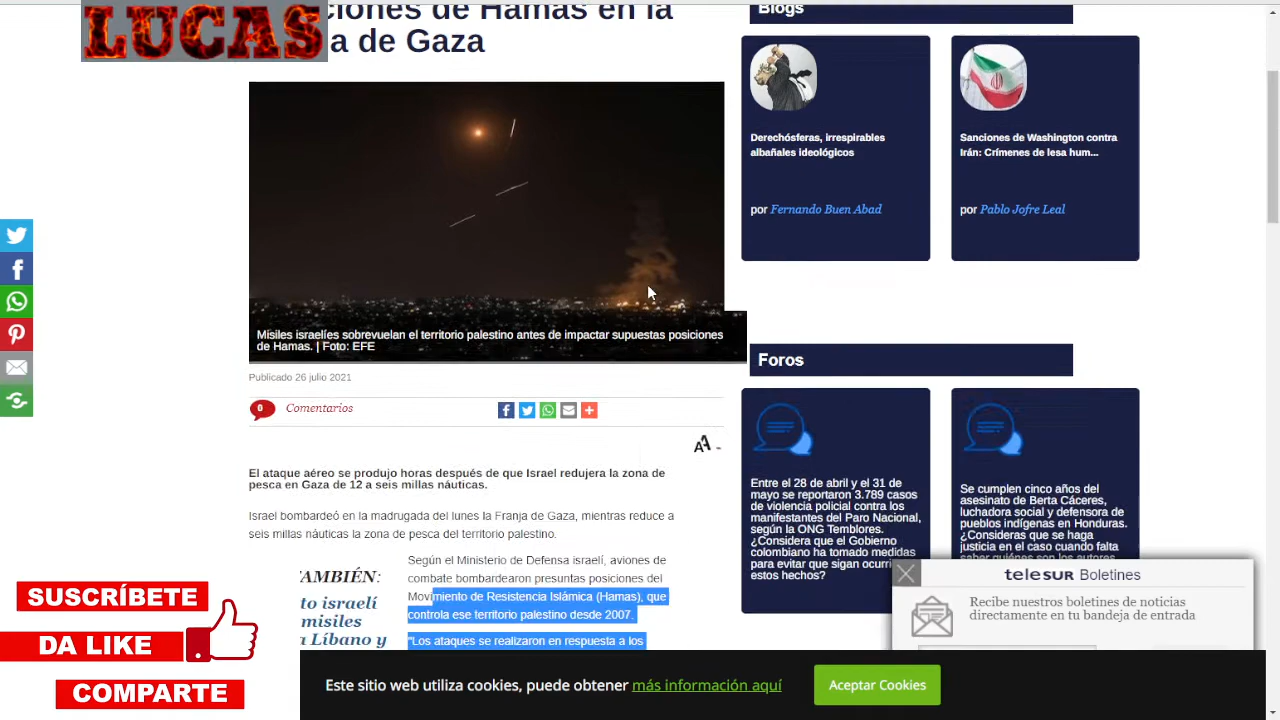 LUCAS
ciones de Hamas en la
a de Gaza
Misiles israelíes sobrevuelan el territorio palestino antes de impactar supuestas posiciones
de Hamas. | Foto: EFE
Publicado 26 julio 2021
0 Comentarios
AA -
El ataque aéreo se produjo horas después de que Israel redujera la zona de
pesca en Gaza de 12 a seis millas náuticas.
Israel bombardeó en la madrugada del lunes la Franja de Gaza, mientras reduce a
seis millas náuticas la zona de pesca del territorio palestino.
AMBIÉN:
to israelí
misiles
a Líbano y
Según el Ministerio de Defensa israelí, aviones de
combate bombardearon presuntas posiciones del
Movimiento de Resistencia Islámica (Hamas), que
controla ese territorio palestino desde 2007.
"Los ataques se realizaron en respuesta a los
Blogs
Derechósferas, irrespirables
albañales ideológicos
por Fernando Buen Abad
Sanciones de Washington contra
Irán: Crímenes de lesa hum...
por Pablo Jofre Leal
Foros
Entre el 28 de abril y el 31 de
mayo se reportaron 3.789 casos
de violencia policial contra los
manifestantes del Paro Nacional,
según la ONG Temblores.
¿Considera que el Gobierno
colombiano ha tomado medidas
para evitar que sigan ocurri
estos hechos?
Se cumplen cinco años del
asesinato de Berta Cáceres,
luchadora social y defensora de
pueblos indígenas en Honduras.
¿Consideras que se haga
justicia en el caso cuando falta
saber quiénes son los autores
teleSUR Boletines
Recibe nuestros boletines de noticias
directamente en tu bandeja de entrada
SUSCRÍBETE
DA LIKE
COMPARTE
Este sitio web utiliza cookies, puede obtener más información aquí
Aceptar Cookies